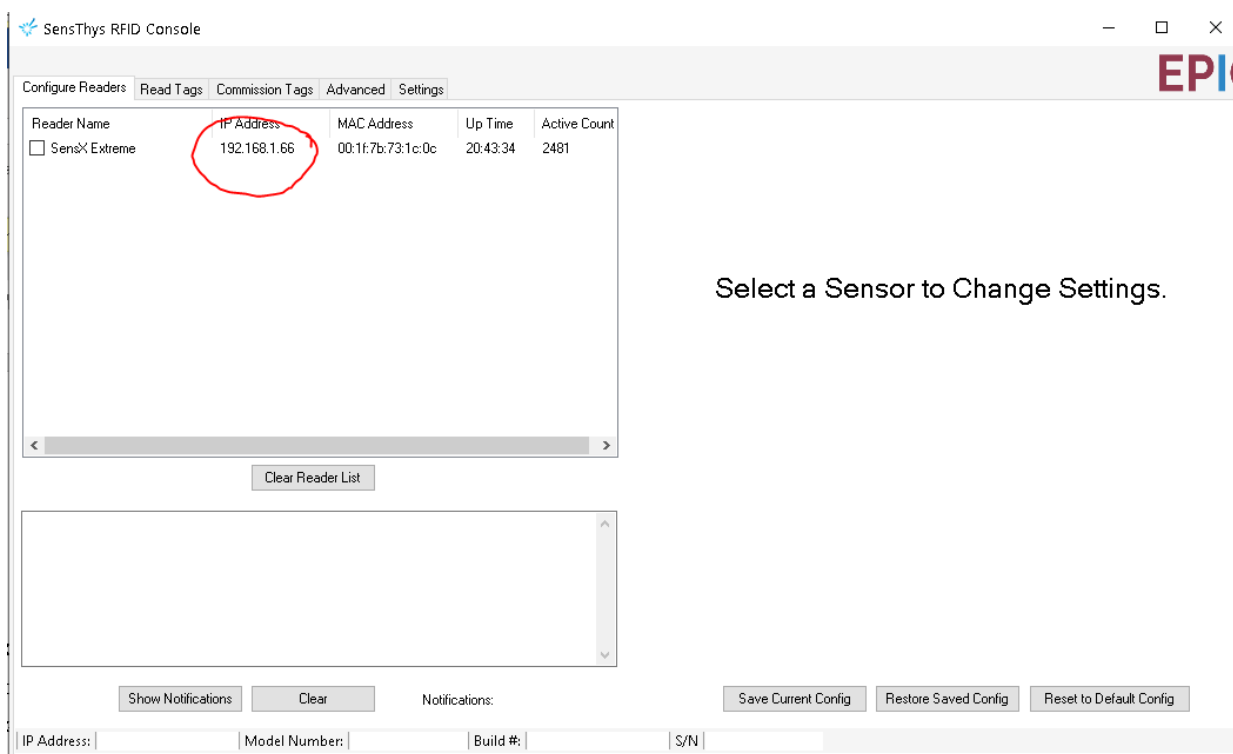 SensThys RFID Console
EPI
Configure Readers Read Tags Commission Tags Advanced Settings
Reader Name IP Address MAC Address Up Time Active Count
SensX Extreme 192.168.1.66 00:1f:7b:73:1c:0c 20:43:34 2481
Select a Sensor to Change Settings.
Clear Reader List
Show Notifications Clear Notifications: Save Current Config Restore Saved Config Reset to Default Config
IP Address: Model Number: Build #: S/N